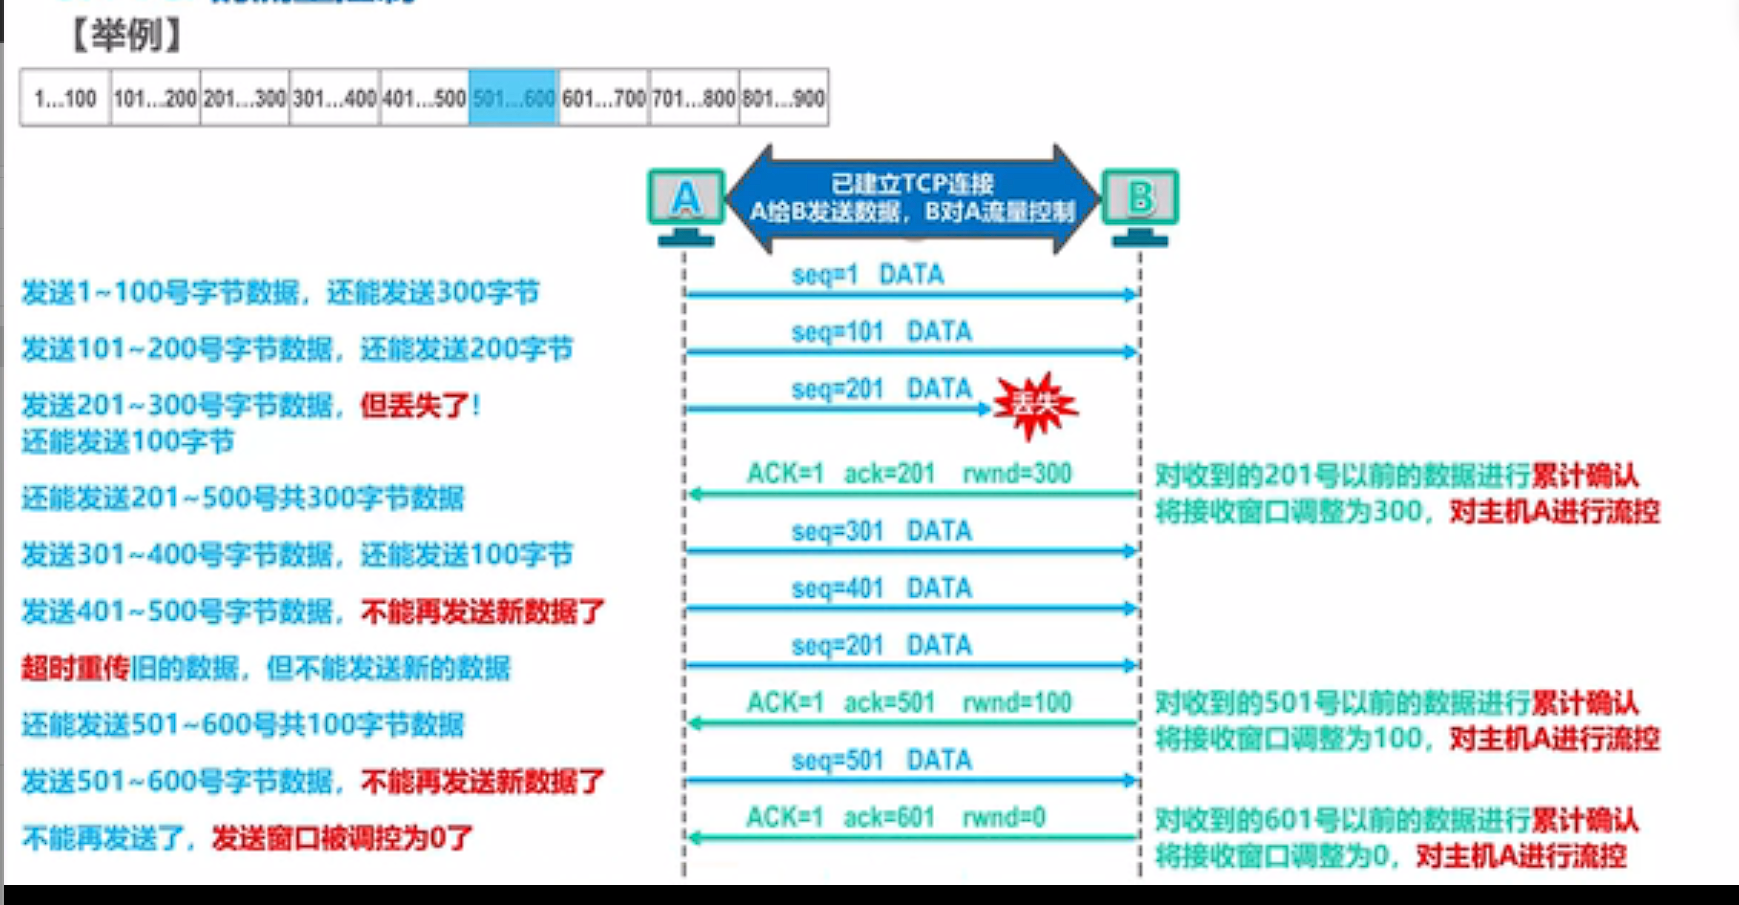 【举例】
1...100 101...200 201...300 301...400 401...500 501...600 601...700 701...800 801...900
A
已建立TCP连接
A给B发送数据，B对A流量控制
B
发送1~100号字节数据，还能发送300字节
seq=1 DATA
发送101~200号字节数据，还能发送200字节
seq=101 DATA
发送201~300号字节数据，但丢失了！
还能发送100字节
seq=201 DATA
丢失
还能发送201~500号共300字节数据
ACK=1 ack=201 rwnd=300
对收到的201号以前的数据进行累计确认
将接收窗口调整为300，对主机A进行流控
发送301~400号字节数据，还能发送100字节
seq=301 DATA
发送401~500号字节数据，不能再发送新数据了
seq=401 DATA
超时重传旧的数据，但不能发送新的数据
seq=201 DATA
还能发送501~600号共100字节数据
ACK=1 ack=501 rwnd=100
对收到的501号以前的数据进行累计确认
将接收窗口调整为100，对主机A进行流控
发送501~600号字节数据，不能再发送新数据了
seq=501 DATA
不能再发送了，发送窗口被调控为0了
ACK=1 ack=601 rwnd=0
对收到的601号以前的数据进行累计确认
将接收窗口调整为0，对主机A进行流控